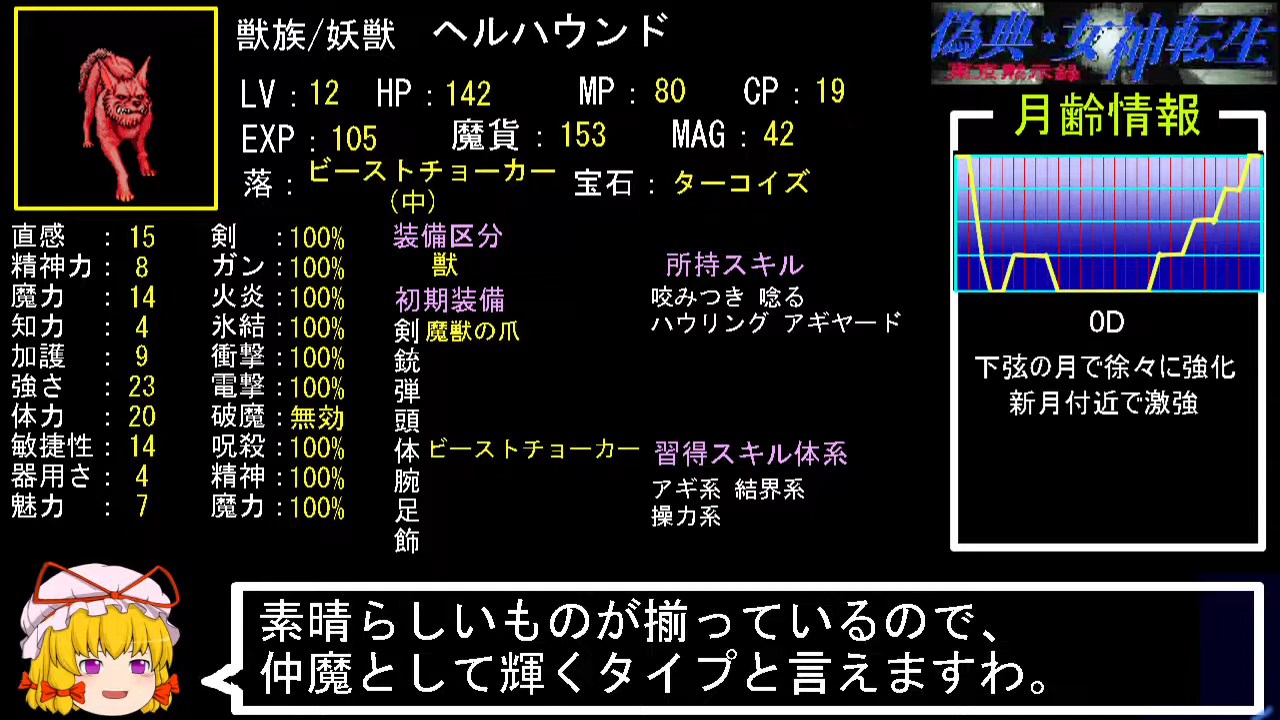 獣族/妖獣 ヘルハウンド
LV : 12 HP : 142 MP : 80 CP : 19
EXP : 105 魔貨 : 153 MAG : 42
落 : ビーストチョーカー(中) 宝石 : ターコイズ
直感 : 15
精神力 : 8
魔力 : 14
知力 : 4
加護 : 9
強さ : 23
体力 : 20
敏捷性 : 14
器用さ : 4
魅力 : 7
剣 : 100%
ガン : 100%
火炎 : 100%
氷結 : 100%
衝撃 : 100%
電撃 : 100%
破魔 : 無効
呪殺 : 100%
精神 : 100%
魔力 : 100%
装備区分
獣
初期装備
剣 魔獣の爪
銃
弾
頭
体 ビーストチョーカー
腕
足
飾
所持スキル
咬みつき 唸る
ハウリング アギヤード
習得スキル体系
アギ系 結界系
操力系
偽典・女神転生
東京黙示録
月齢情報
0D
下弦の月で徐々に強化
新月付近で激強
素晴らしいものが揃っているので、
仲魔として輝くタイプと言えますわ。